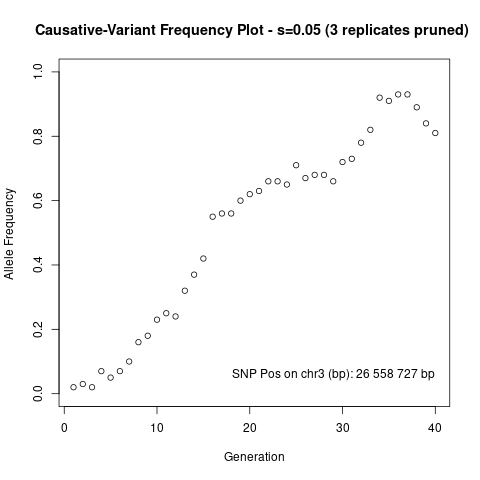 Causative-Variant Frequency Plot - s=0.05 (3 replicates pruned)
Allele Frequency
1.0
0.8
0.6
0.4
0.2
0.0
SNP Pos on chr3 (bp): 26 558 727 bp
0 10 20 30 40
Generation